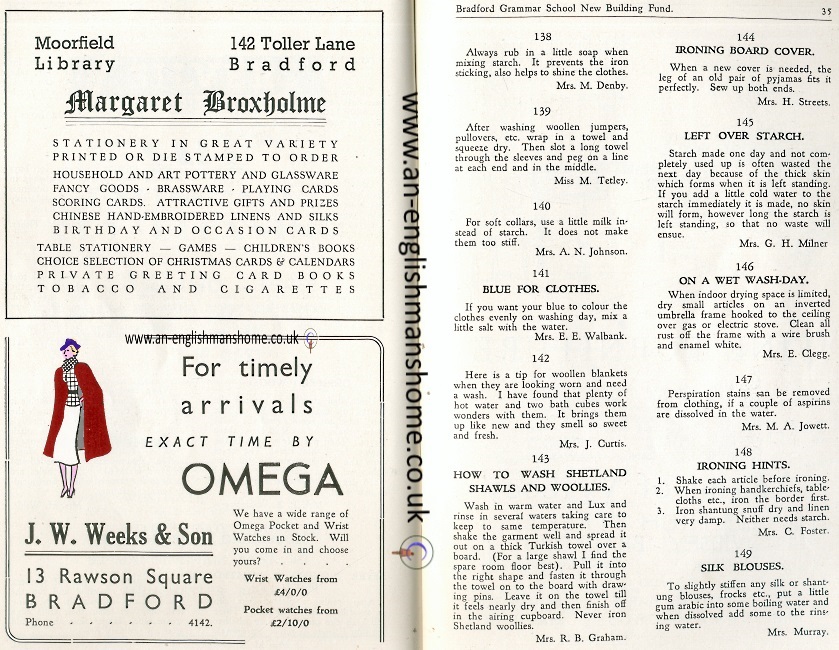 Moorfield 142 Toller Lane
Library Bradford
Margaret Broxholme
STATIONERY IN GREAT VARIETY
PRINTED OR DIE STAMPED TO ORDER
HOUSEHOLD AND ART POTTERY AND GLASSWARE
FANCY GOODS · BRASSWARE · PLAYING CARDS
SCORING CARDS. ATTRACTIVE GIFTS AND PRIZES
CHINESE HAND-EMBROIDERED LINENS AND SILKS
BIRTHDAY AND OCCASION CARDS
TABLE STATIONERY — GAMES — CHILDREN'S BOOKS
CHOICE SELECTION OF CHRISTMAS CARDS & CALENDARS
PRIVATE GREETING CARD BOOKS
TOBACCO AND CIGARETTES
www.an-englishmanshome.co.uk
For timely
arrivals
EXACT TIME BY
OMEGA
J. W. Weeks & Son
13 Rawson Square
BRADFORD
Phone - - - - - 4142.
We have a wide range of
Omega Pocket and Wrist
Watches in Stock. Will
you come in and choose
yours? . . . .
Wrist Watches from
£4/0/0
Pocket watches from
£2/10/0
www.an-englishmanshome.co.uk
Bradford Grammar School New Building Fund. 35
138
Always rub in a little soap when
mixing starch. It prevents the iron
sticking, also helps to shine the clothes.
Mrs. M. Denby.
139
After washing woollen jumpers,
pullovers, etc. wrap in a towel and
squeeze dry. Then slot a long towel
through the sleeves and peg on a line
at each end and in the middle.
Miss M. Tetley.
140
For soft collars, use a little milk in-
stead of starch. It does not make
them too stiff.
Mrs. A. N. Johnson.
141
BLUE FOR CLOTHES.
If you want your blue to colour the
clothes evenly on washing day, mix a
little salt with the water.
Mrs. E. E. Walbank.
142
Here is a tip for woollen blankets
when they are looking worn and need
a wash. I have found that plenty of
hot water and two bath cubes work
wonders with them. It brings them
up like new and they smell so sweet
and fresh.
Mrs. J. Curtis.
143
HOW TO WASH SHETLAND
SHAWLS AND WOOLLIES.
Wash in warm water and Lux and
rinse in several waters taking care to
keep to same temperature. Then
shake the garment well and spread it
out on a thick Turkish towel over a
board. (For a large shawl I find the
spare room floor best). Pull it into
the right shape and fasten it through
the towel on to the board with draw-
ing pins. Leave it on the towel till
it feels nearly dry and then finish off
in the airing cupboard. Never iron
Shetland woollies.
Mrs. R. B. Graham.
144
IRONING BOARD COVER.
When a new cover is needed, the
leg of an old pair of pyjamas fits it
perfectly. Sew up both ends.
Mrs. H. Streets.
145
LEFT OVER STARCH.
Starch made one day and not com-
pletely used up is often wasted the
next day because of the thick skin
which forms when it is left standing.
If you add a little cold water to the
starch immediately it is made, no skin
will form, however long the starch is
left standing, so that no waste will
ensue.
Mrs. G. H. Milner
146
ON A WET WASH-DAY.
When indoor drying space is limited,
dry small articles on an inverted
umbrella frame hooked to the ceiling
over gas or electric stove. Clean all
rust off the frame with a wire brush
and enamel white.
Mrs. E. Clegg.
147
Perspiration stains san be removed
from clothing, if a couple of aspirins
are dissolved in the water.
Mrs. M. A. Jowett.
148
IRONING HINTS.
1. Shake each article before ironing.
2. When ironing handkerchiefs, table-
cloths etc., iron the border first.
3. Iron shantung snuff dry and linen
very damp. Neither needs starch.
Mrs. C. Foster.
149
SILK BLOUSES.
To slightly stiffen any silk or shant-
ung blouses, frocks etc., put a little
gum arabic into some boiling water and
when dissolved add some to the rins-
ing water.
Mrs. Murray.